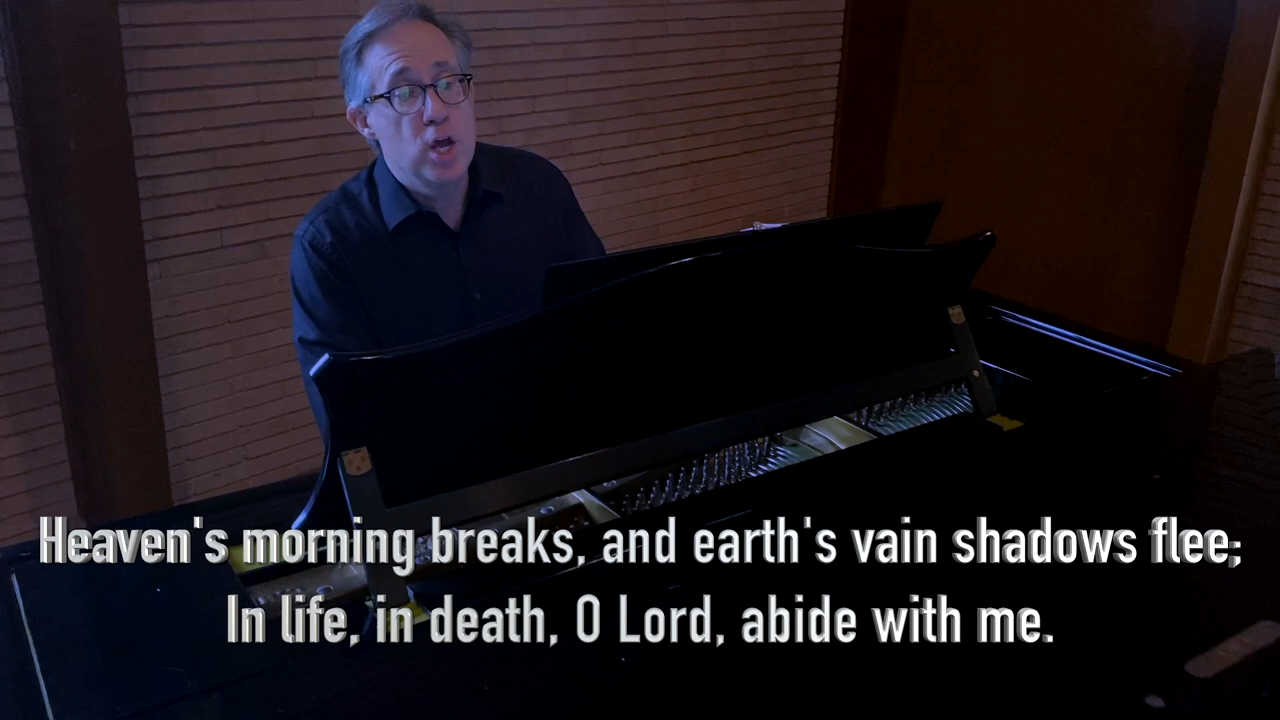 Heaven's morning breaks, and earth's vain shadows flee;
In life, in death, O Lord, abide with me.